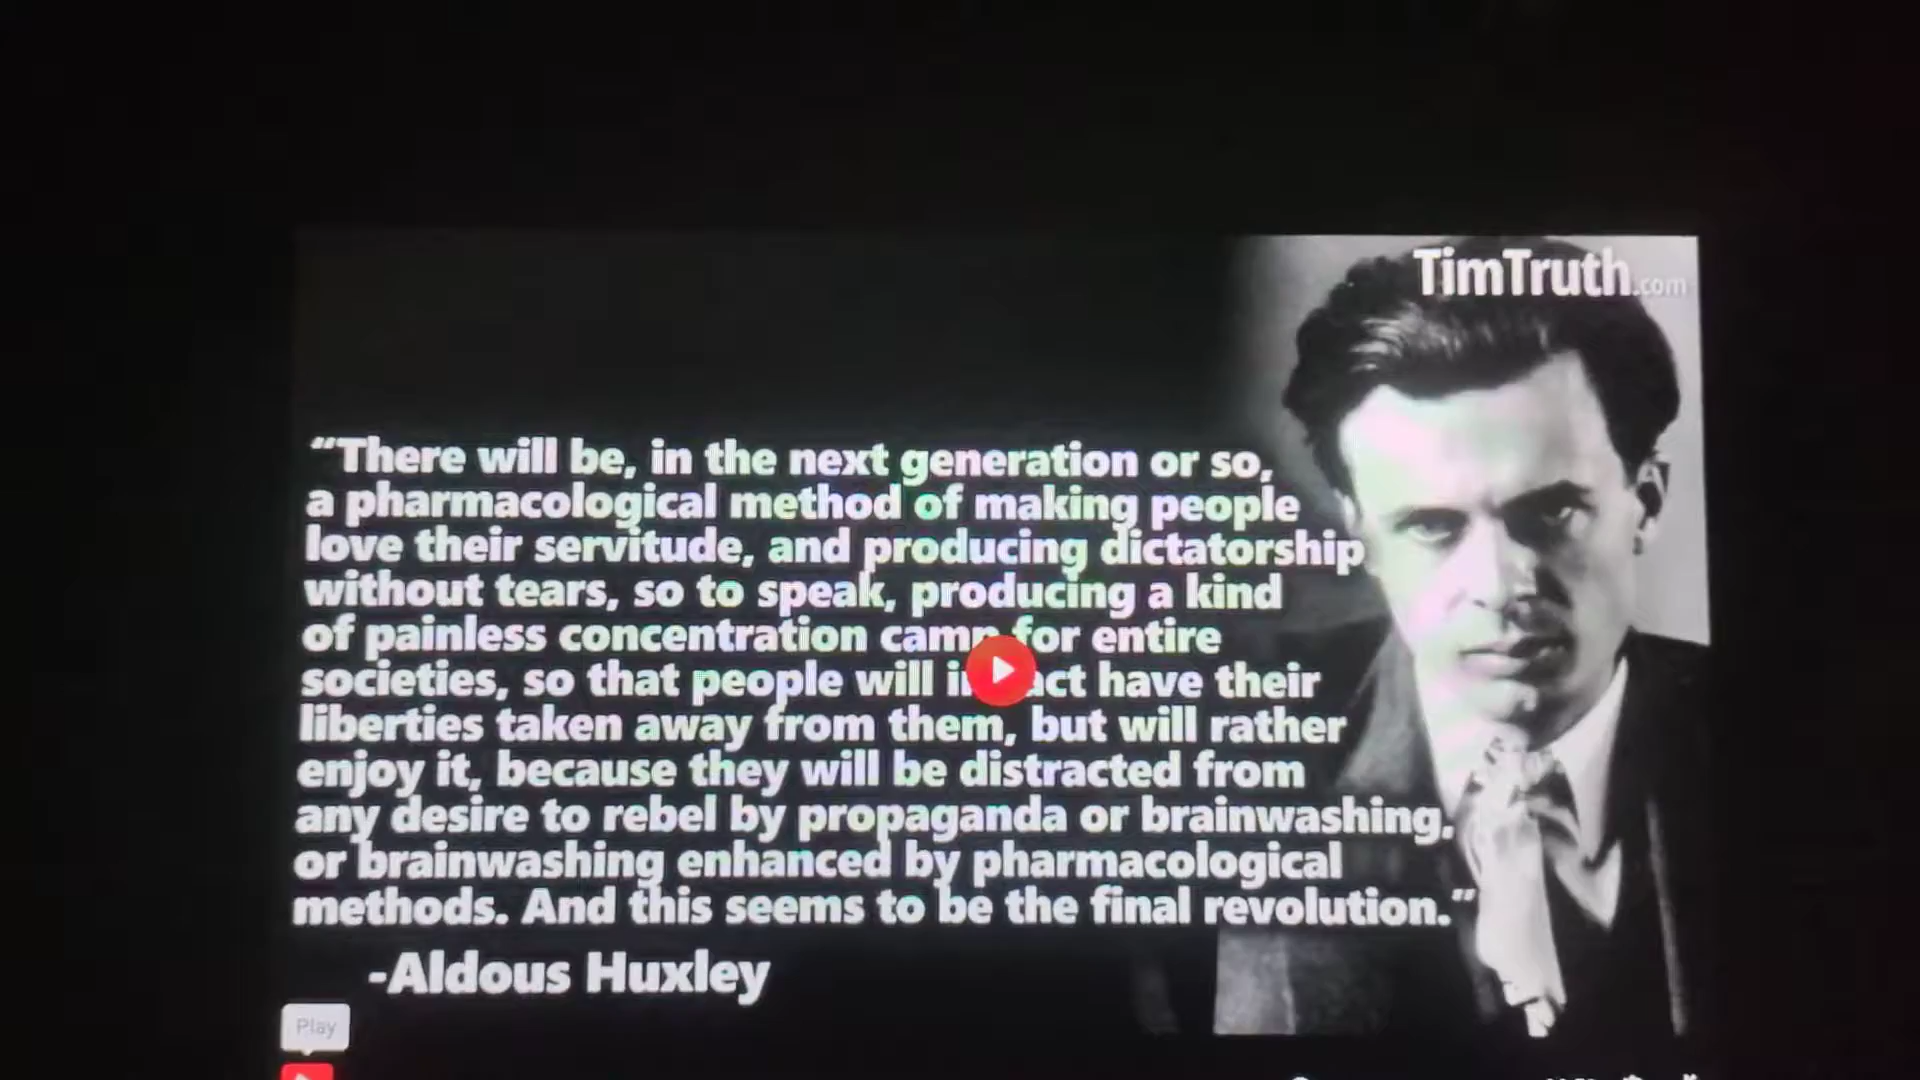 TimTruth.com
“There will be, in the next generation or so,
a pharmacological method of making people
love their servitude, and producing dictatorship
without tears, so to speak, producing a kind
of painless concentration camp for entire
societies, so that people will in fact have their
liberties taken away from them, but will rather
enjoy it, because they will be distracted from
any desire to rebel by propaganda or brainwashing,
or brainwashing enhanced by pharmacological
methods. And this seems to be the final revolution.”
-Aldous Huxley
Play